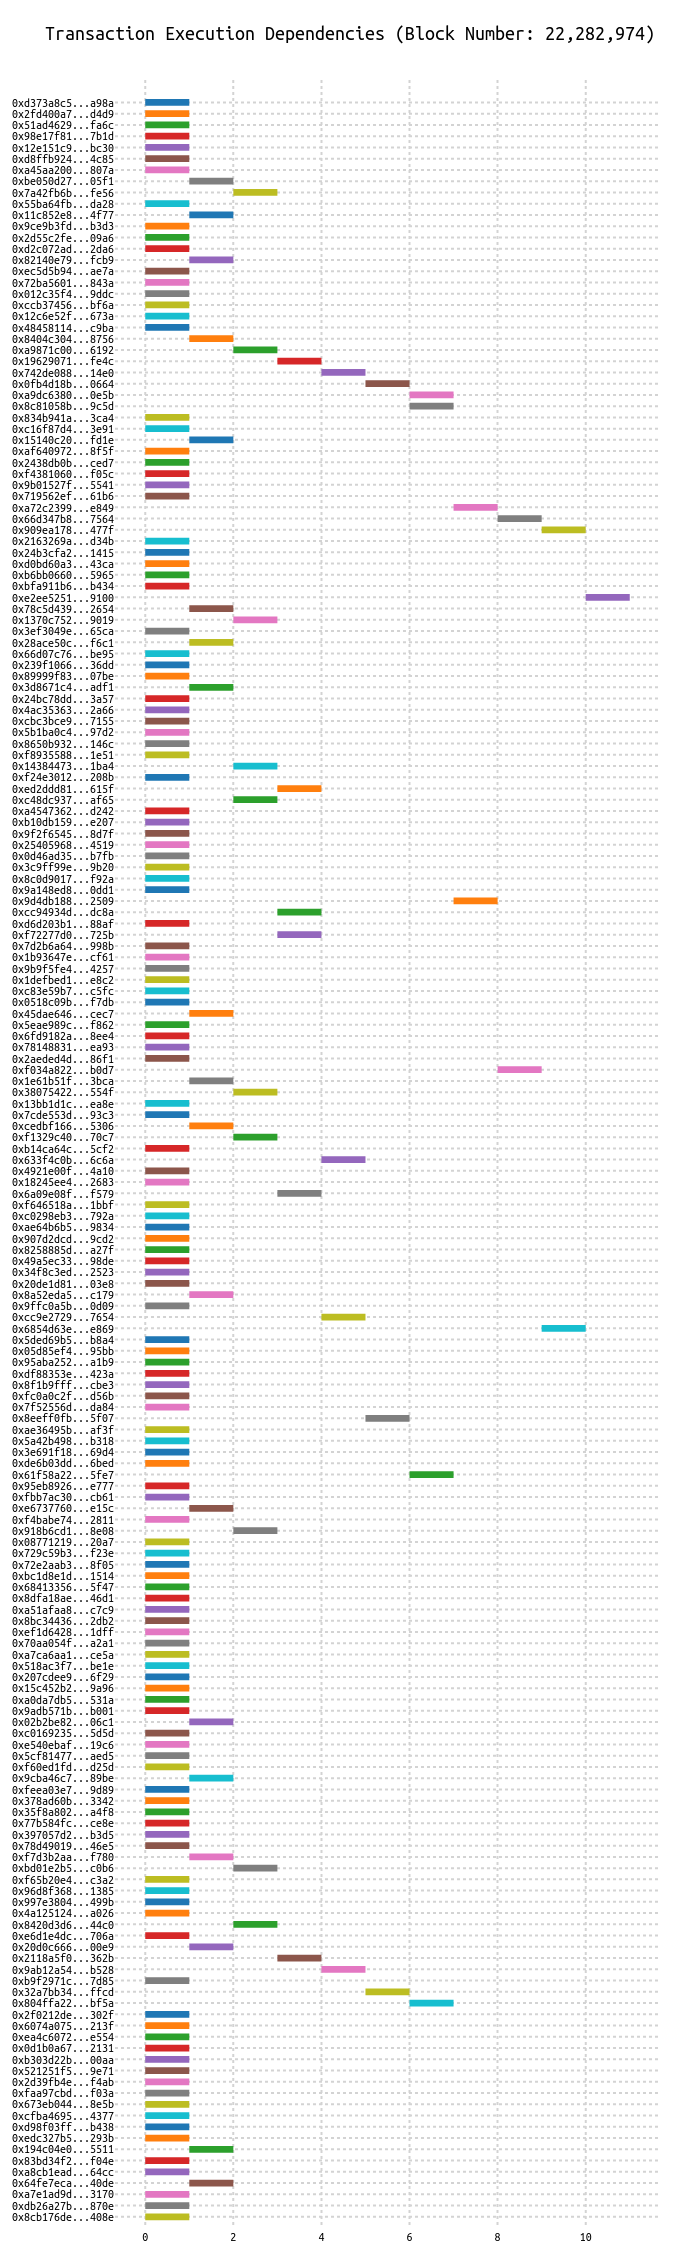 Transaction Execution Dependencies (Block Number: 22,282,974)
0xd373a8c5...a98a
0x2fd400a7...d4d9
0x51ad4629...fa6c
0x98e17f81...7b1d
0x12e151c9...bc30
0xd8ffb924...4c85
0xa45aa200...807a
0xbe050d27...05f1
0x7a42fb6b...fe56
0x55ba64fb...da28
0x11c852e8...4f77
0x9ce9b3fd...b3d3
0x2d55c2fe...09a6
0xd2c072ad...2da6
0x82140e79...fcb9
0xec5d5b94...ae7a
0x72ba5601...843a
0x012c35f4...9ddc
0xccb37456...bf6a
0x12c6e52f...673a
0x48458114...c9ba
0x8404c304...8756
0xa9871c00...6192
0x19629071...fe4c
0x742de088...14e0
0x0fb4d18b...0664
0xa9dc6380...0e5b
0x8c81058b...9c5d
0x834b941a...3ca4
0xc16f87d4...3e91
0x15140c20...fd1e
0xaf640972...8f5f
0x2438db0b...ced7
0xf4381060...f05c
0x9b01527f...5541
0x719562ef...61b6
0xa72c2399...e849
0x66d347b8...7564
0x909ea178...477f
0x2163269a...d34b
0x24b3cfa2...1415
0xd0bd60a3...43ca
0xb6bb0660...5965
0xbfa911b6...b434
0xe2ee5251...9100
0x78c5d439...2654
0x1370c752...9019
0x3ef3049e...65ca
0x28ace50c...f6c1
0x66d07c76...be95
0x239f1066...36dd
0x89999f83...07be
0x3d8671c4...adf1
0x24bc78dd...3a57
0x4ac35363...2a66
0xcbc3bce9...7155
0x5b1ba0c4...97d2
0x8650b932...146c
0xf8935588...1e51
0x14384473...1ba4
0xf24e3012...208b
0xed2ddd81...615f
0xc48dc937...af65
0xa4547362...d242
0xb10db159...e207
0x9f2f6545...8d7f
0x25405968...4519
0x0d46ad35...b7fb
0x3c9ff99e...9b20
0x8c0d9017...f92a
0x9a148ed8...0dd1
0x9d4db188...2509
0xcc94934d...dc8a
0xd6d203b1...88af
0xf72277d0...725b
0x7d2b6a64...998b
0x1b93647e...cf61
0x9b9f5fe4...4257
0x1defbed1...e8c2
0xc83e59b7...c5fc
0x0518c09b...f7db
0x45dae646...cec7
0x5eae989c...f862
0x6fd9182a...8ee4
0x78148831...ea93
0x2aeded4d...86f1
0xf034a822...b0d7
0x1e61b51f...3bca
0x38075422...554f
0x13bb1d1c...ea8e
0x7cde553d...93c3
0xcedbf166...5306
0xf1329c40...70c7
0xb14ca64c...5cf2
0x633f4c0b...6c6a
0x4921e00f...4a10
0x18245ee4...2683
0x6a09e08f...f579
0xf646518a...1bbf
0xc0298eb3...792a
0xae64b6b5...9834
0x907d2dcd...9cd2
0x8258885d...a27f
0x49a5ec33...98de
0x34f8c3ed...2523
0x20de1d81...03e8
0x8a52eda5...c179
0x9ffc0a5b...0d09
0xcc9e2729...7654
0x6854d63e...e869
0x5ded69b5...b8a4
0x05d85ef4...95bb
0x95aba252...a1b9
0xdf88353e...423a
0x8f1b9fff...cbe3
0xfc0a0c2f...d56b
0x7f52556d...da84
0x8eeff0fb...5f07
0xae36495b...af3f
0x5a42b498...b318
0x3e691f18...69d4
0xde6b03dd...6bed
0x61f58a22...5fe7
0x95eb8926...e777
0xfbb7ac30...cb61
0xe6737760...e15c
0xf4babe74...2811
0x918b6cd1...8e08
0x08771219...20a7
0x729c59b3...f23e
0x72e2aab3...8f05
0xbc1d8e1d...1514
0x68413356...5f47
0x8dfa18ae...46d1
0xa51afaa8...c7c9
0x8bc34436...2db2
0xef1d6428...1dff
0x70aa054f...a2a1
0xa7ca6aa1...ce5a
0x518ac3f7...be1e
0x207cdee9...6f29
0x15c452b2...9a96
0xa0da7db5...531a
0x9adb571b...b001
0x02b2be82...06c1
0xc0169235...5d5d
0xe540ebaf...19c6
0x5cf81477...aed5
0xf60ed1fd...d25d
0x9cba46c7...89be
0xfeea03e7...9d89
0x378ad60b...3342
0x35f8a802...a4f8
0x77b584fc...ce8e
0x397057d2...b3d5
0x78d49019...46e5
0xf7d3b2aa...f780
0xbd01e2b5...c0b6
0xf65b20e4...c3a2
0x96d8f368...1385
0x997e3804...499b
0x4a125124...a026
0x8420d3d6...44c0
0xe6d1e4dc...706a
0x20d0c666...00e9
0x2118a5f0...362b
0x9ab12a54...b528
0xb9f2971c...7d85
0x32a7bb34...ffcd
0x804ffa22...bf5a
0x2f0212de...302f
0x6074a075...213f
0xea4c6072...e554
0x0d1b0a67...2131
0xb303d22b...00aa
0x521251f5...9e71
0x2d39fb4e...f4ab
0xfaa97cbd...f03a
0x673eb044...8e5b
0xcfba4695...4377
0xd98f03ff...b438
0xedc327b5...293b
0x194c04e0...5511
0x83bd34f2...f04e
0xa8cb1ead...64cc
0x64fe7eca...40de
0xa7e1ad9d...3170
0xdb26a27b...870e
0x8cb176de...408e
0 2 4 6 8 10